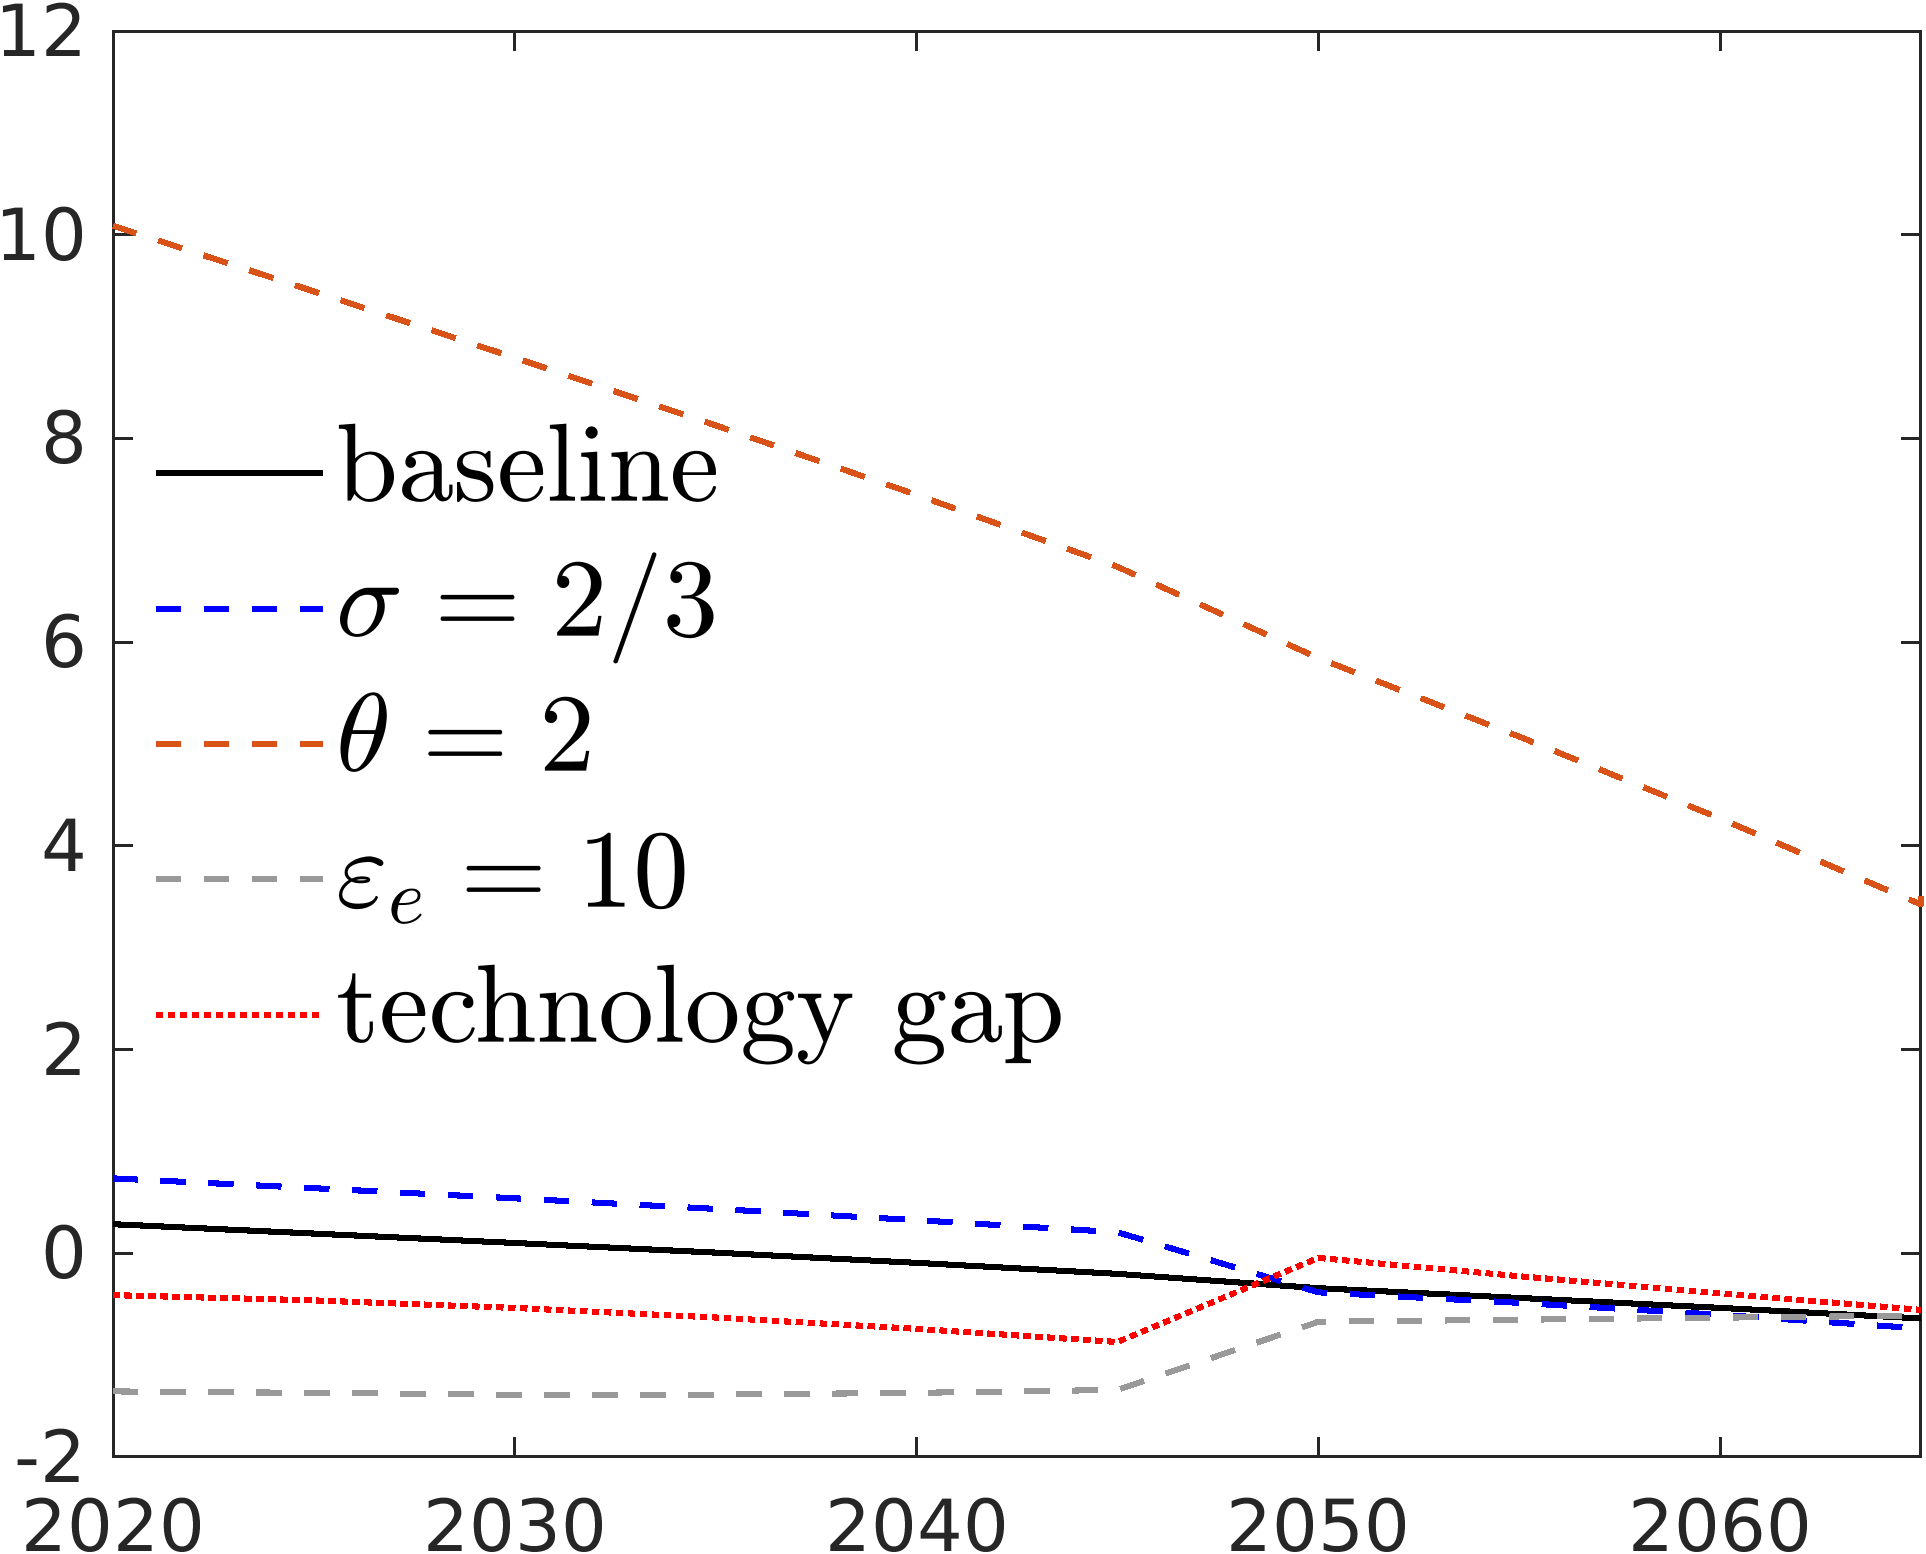 12
10
8
6
4
2
0
-2
baseline
σ = 2/3
θ = 2
εₑ = 10
technology gap
2020 2030 2040 2050 2060